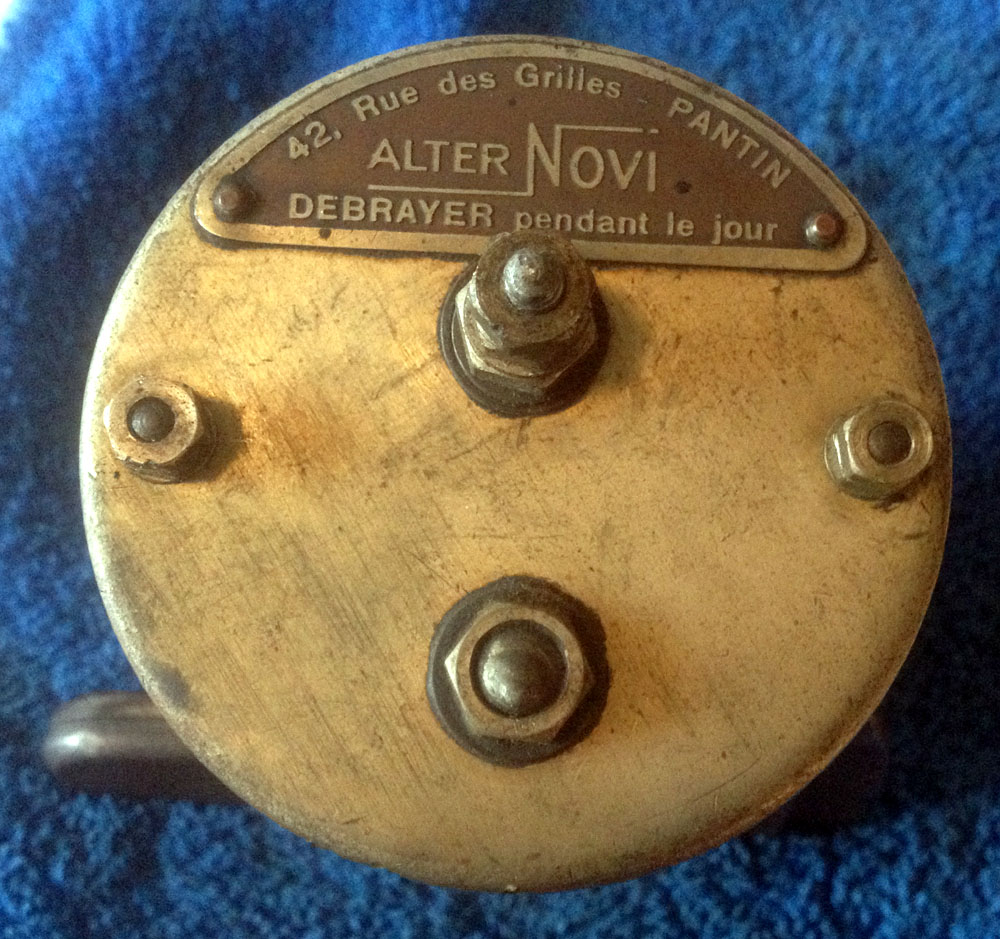 42, Rue des Grilles - PANTIN
ALTER NOVI
DEBRAYER pendant le jour